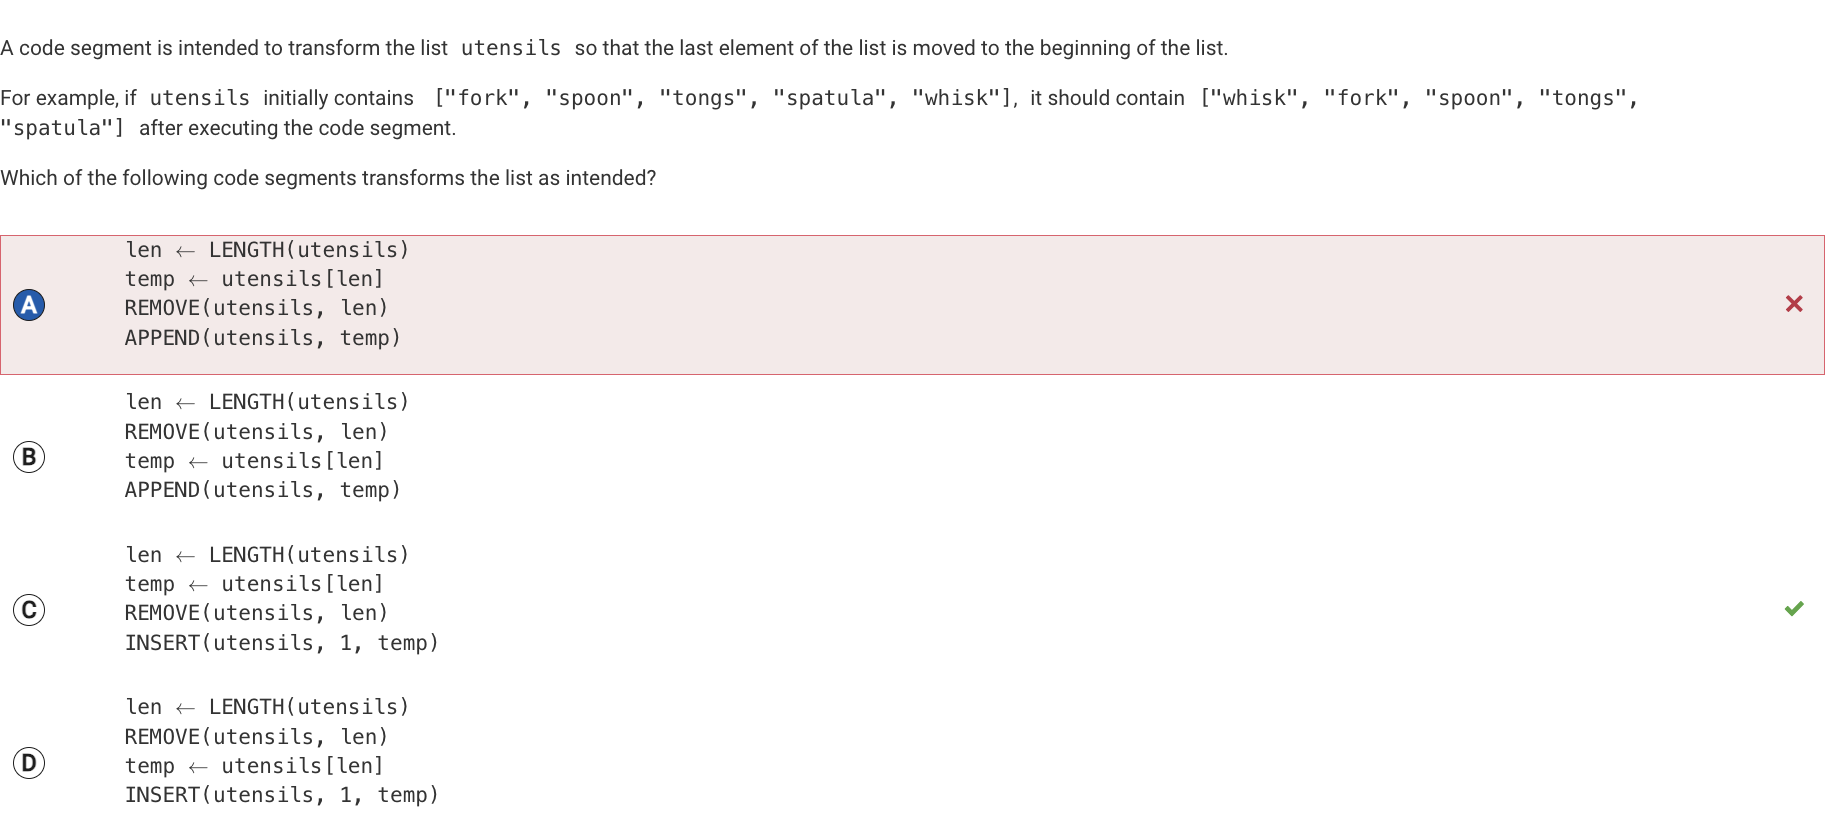 A code segment is intended to transform the list utensils so that the last element of the list is moved to the beginning of the list.
For example, if utensils initially contains ["fork", "spoon", "tongs", "spatula", "whisk"], it should contain ["whisk", "fork", "spoon", "tongs",
"spatula"] after executing the code segment.
Which of the following code segments transforms the list as intended?
A
len ← LENGTH(utensils)
temp ← utensils[len]
REMOVE(utensils, len)
APPEND(utensils, temp)
B
len ← LENGTH(utensils)
REMOVE(utensils, len)
temp ← utensils[len]
APPEND(utensils, temp)
C
len ← LENGTH(utensils)
temp ← utensils[len]
REMOVE(utensils, len)
INSERT(utensils, 1, temp)
D
len ← LENGTH(utensils)
REMOVE(utensils, len)
temp ← utensils[len]
INSERT(utensils, 1, temp)